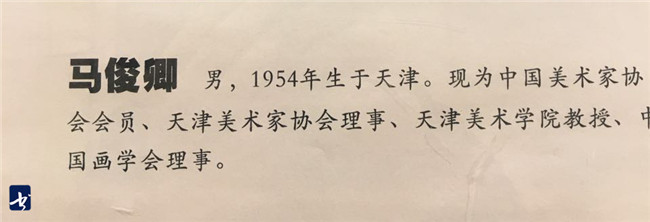 马俊卿 男，1954年生于天津。现为中国美术家协
会会员、天津美术家协会理事、天津美术学院教授、中
国画学会理事。